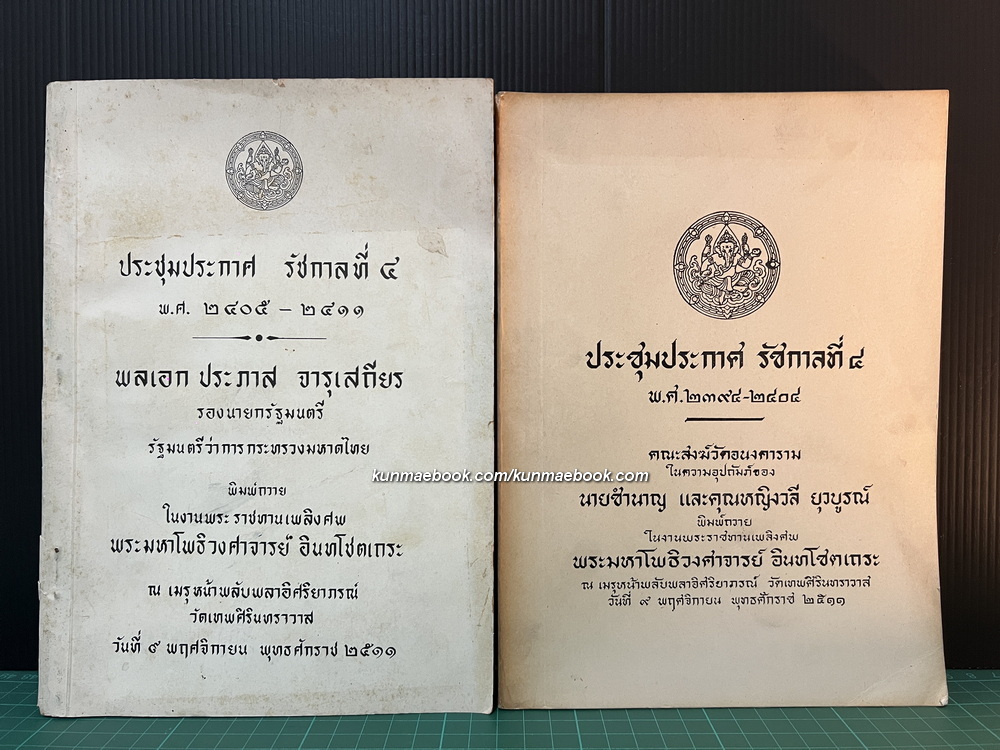 ประชุมประกาศ รัชกาลที่ ๔
พ.ศ. ๒๔๐๕ – ๒๔๑๑
พลเอก ประภาส จารุเสถียร
รองนายกรัฐมนตรี
รัฐมนตรีว่าการกระทรวงมหาดไทย
พิมพ์ถวาย
ในงานพระราชทานเพลิงศพ
พระมหาโพธิวงศาจารย์ อินทโชตเถระ
ณ เมรุหน้าพลับพลาอิศริยาภรณ์
วัดเทพศิรินทราวาส
วันที่ ๙ พฤศจิกายน พุทธศักราช ๒๕๑๑
ประชุมประกาศ รัชกาลที่ ๔
พ.ศ.๒๓๙๔-๒๔๐๔
คณะสงฆ์วัดอนงคาราม
ในความอุปถัมภ์ของ
นายชำนาญ และคุณหญิงวลี ยุวบูรณ์
พิมพ์ถวาย
ในงานพระราชทานเพลิงศพ
พระมหาโพธิวงศาจารย์ อินทโชตเถระ
ณ เมรุหน้าพลับพลาอิศริยาภรณ์ วัดเทพศิรินทราวาส
วันที่ ๙ พฤศจิกายน พุทธศักราช ๒๕๑๑
kunmaebook.com/kunmaebook.com